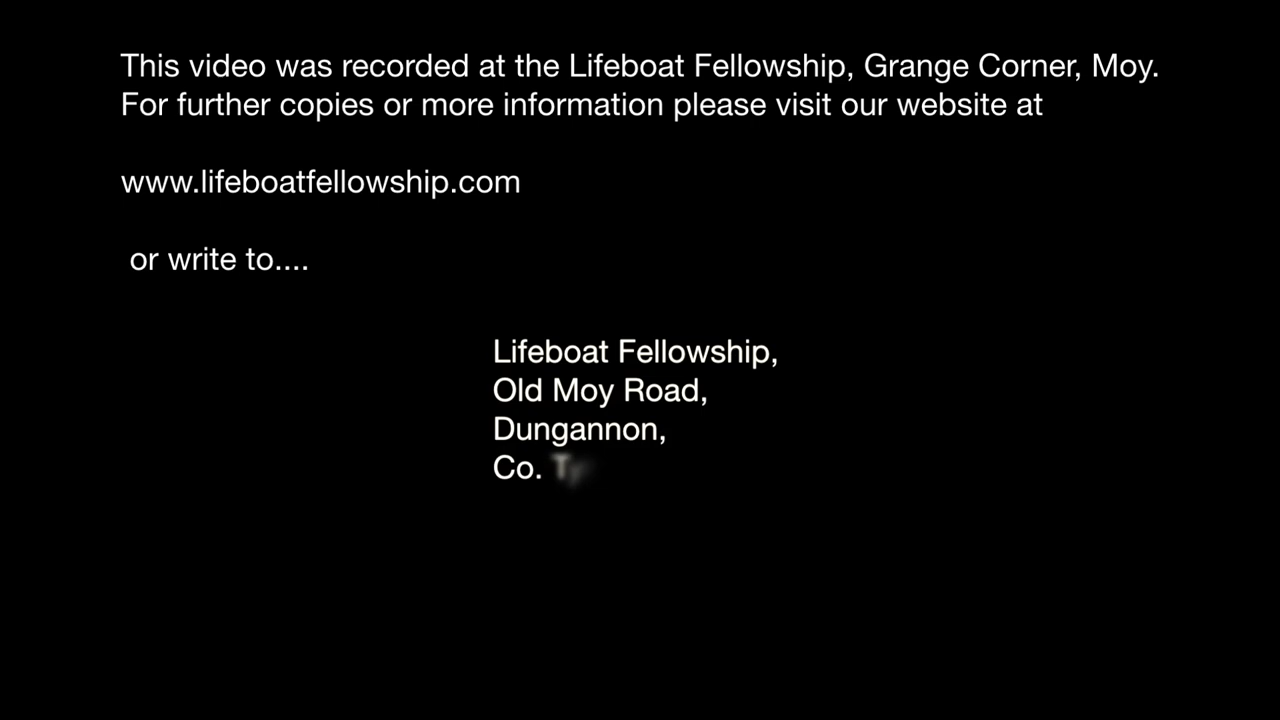 This video was recorded at the Lifeboat Fellowship, Grange Corner, Moy.
For further copies or more information please visit our website at
www.lifeboatfellowship.com
or write to....
Lifeboat Fellowship,
Old Moy Road,
Dungannon,
Co.